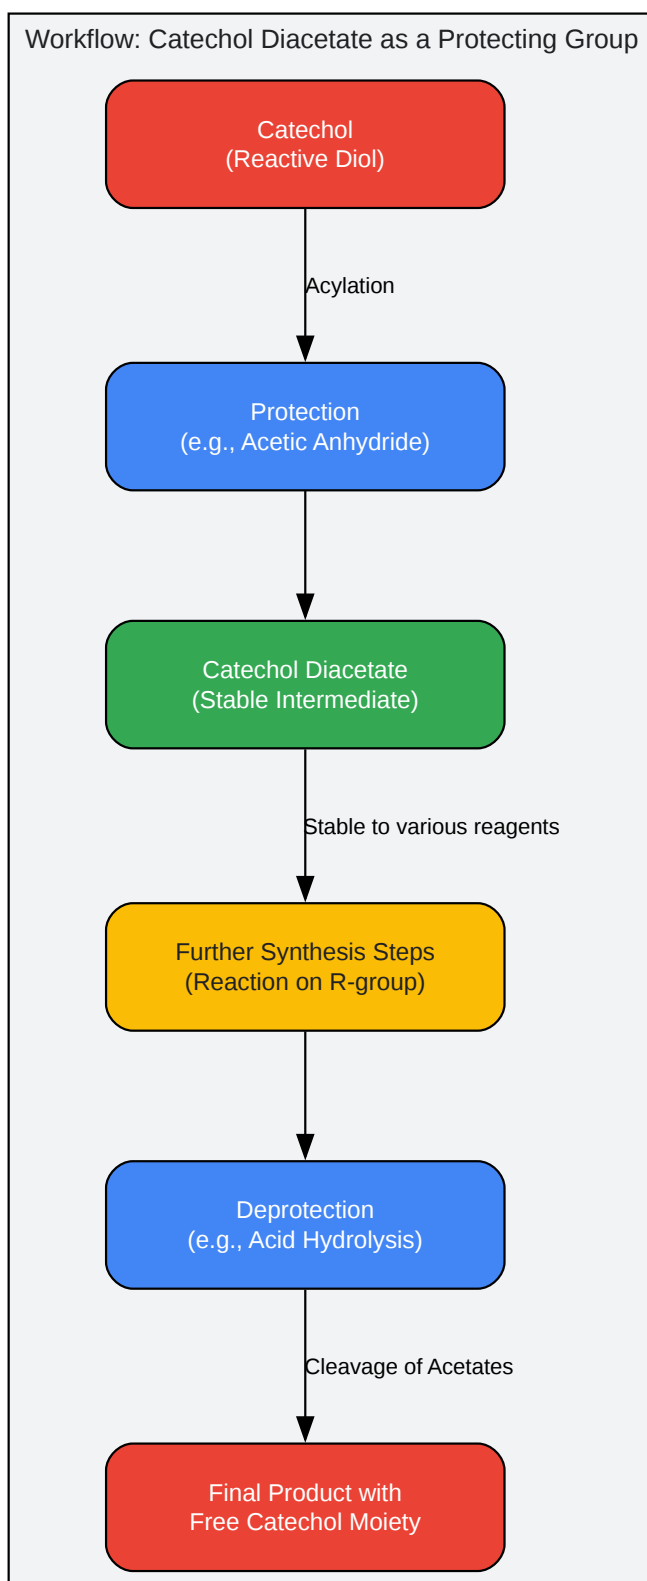 Workflow: Catechol Diacetate as a Protecting Group
Catechol
(Reactive Diol)
Acylation
Protection
(e.g., Acetic Anhydride)
Catechol Diacetate
(Stable Intermediate)
Stable to various reagents
Further Synthesis Steps
(Reaction on R-group)
Deprotection
(e.g., Acid Hydrolysis)
Cleavage of Acetates
Final Product with
Free Catechol Moiety